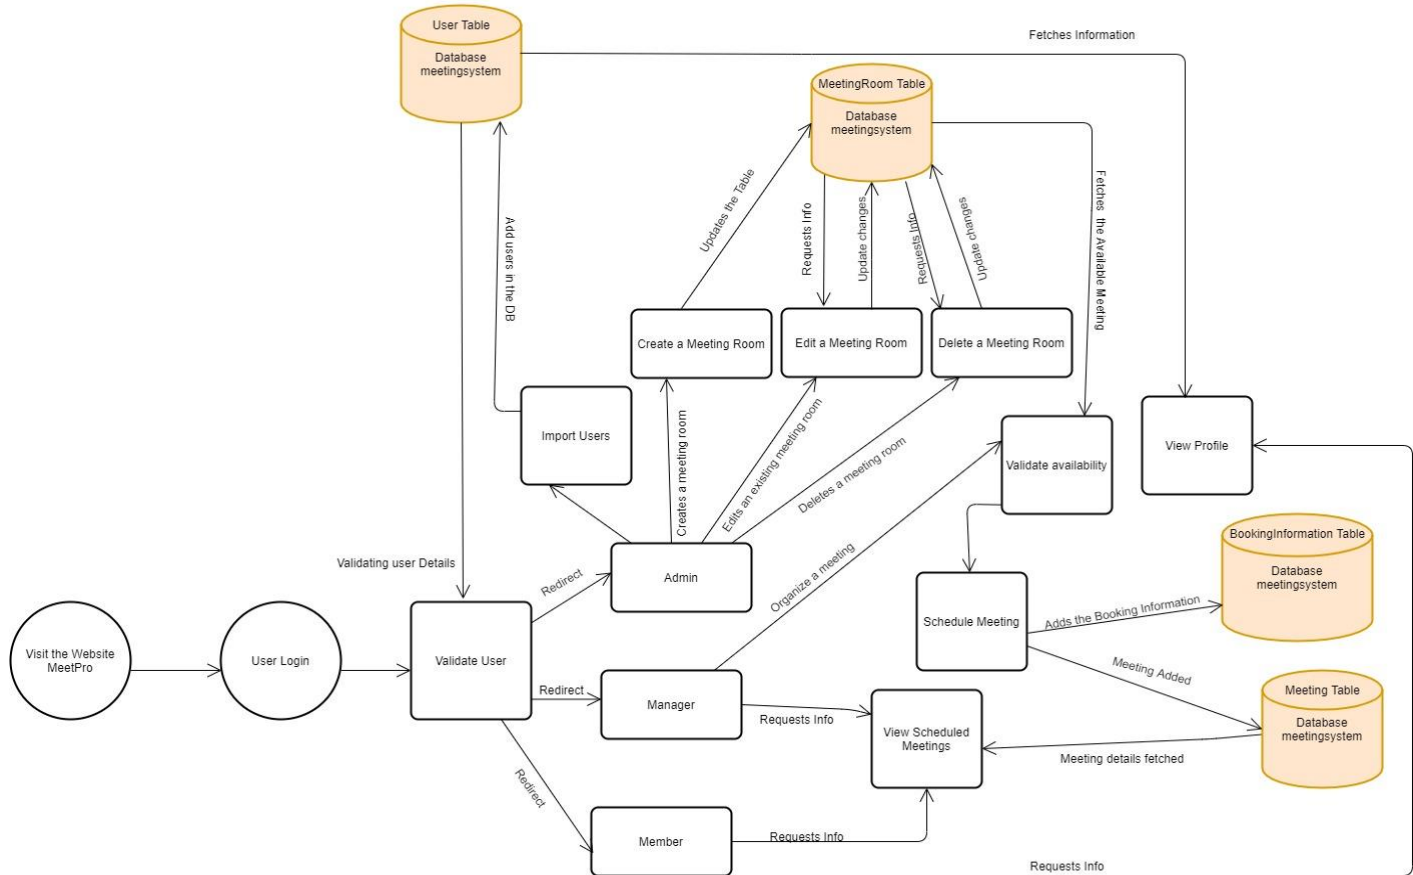 User Table
Database
meetingsystem
Fetches Information
MeetingRoom Table
Database
meetingsystem
Updates the Table
Requests Info
Update changes
Requests Info
Update changes
Fetches the Available Meeting
Add users in the DB
Create a Meeting Room
Edit a Meeting Room
Delete a Meeting Room
Import Users
Creates a meeting room
Edits an existing meeting room
Deletes a meeting room
Validate availability
View Profile
BookingInformation Table
Database
meetingsystem
Validating user Details
Redirect
Admin
Organize a meeting
Schedule Meeting
Adds the Booking Information
Visit the Website
MeetPro
User Login
Validate User
Meeting Added
Redirect
Manager
Requests Info
View Scheduled
Meetings
Meeting Table
Database
meetingsystem
Meeting details fetched
Redirect
Member
Requests Info
Requests Info